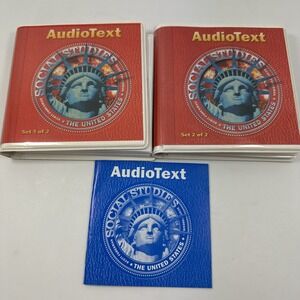 AudioText
SOCIAL STUDIES
THE UNITED STATES
Set 1 of 2
AudioText
SOCIAL STUDIES
THE UNITED STATES
Set 2 of 2
AudioText
SOCIAL STUDIES
THE UNITED STATES